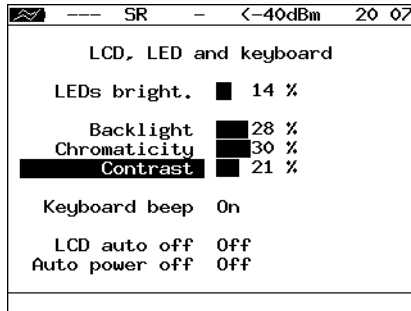 --- SR - <-40dBm 20 07
LCD, LED and keyboard
LEDs bright. 14 %
Backlight 28 %
Chromaticity 30 %
Contrast 21 %
Keyboard beep On
LCD auto off Off
Auto power off Off